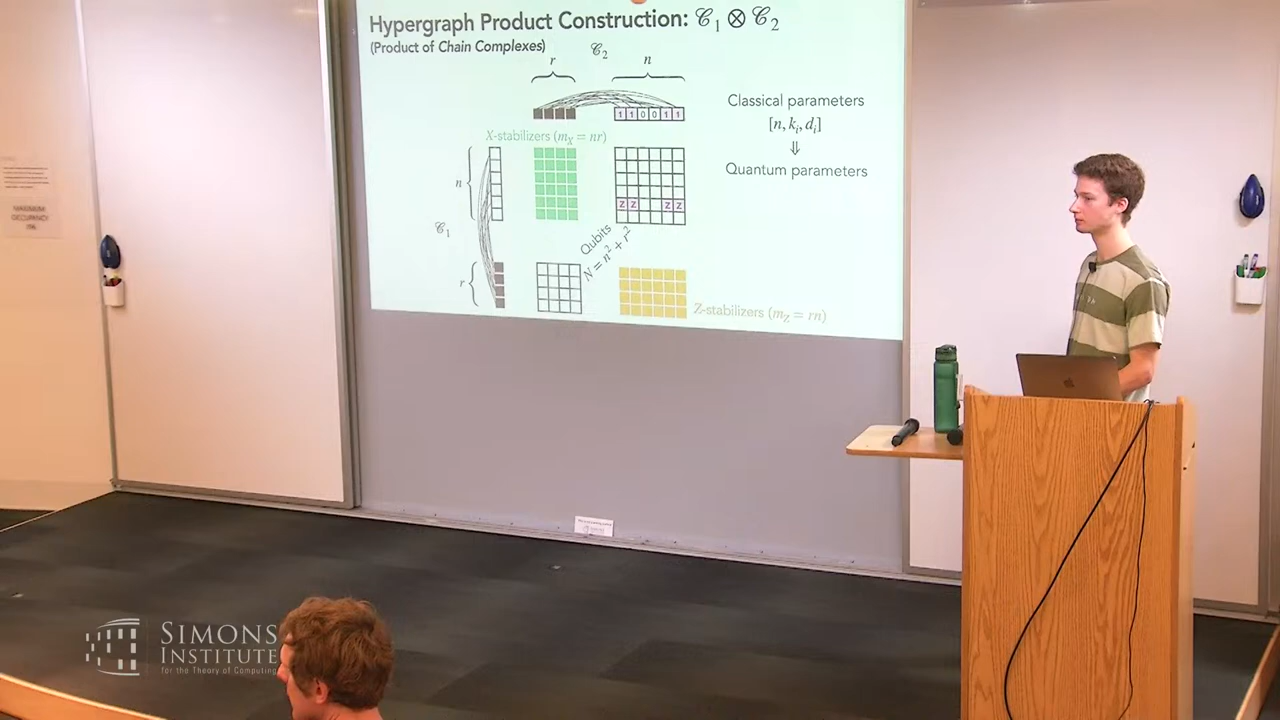 Hypergraph Product Construction: 𝒞₁ ⊗ 𝒞₂
(Product of Chain Complexes)
𝒞₂
r
n
1 1 0 0 1 1
Classical parameters
[n, kᵢ, dᵢ]
⇓
Quantum parameters
X-stabilizers (m_X = nr)
n
Z Z Z Z
𝒞₁
Qubits
N = n² + r²
r
Z-stabilizers (m_Z = rn)
MAXIMUM
OCCUPANCY
SIMONS
INSTITUTE
for the Theory of Computing